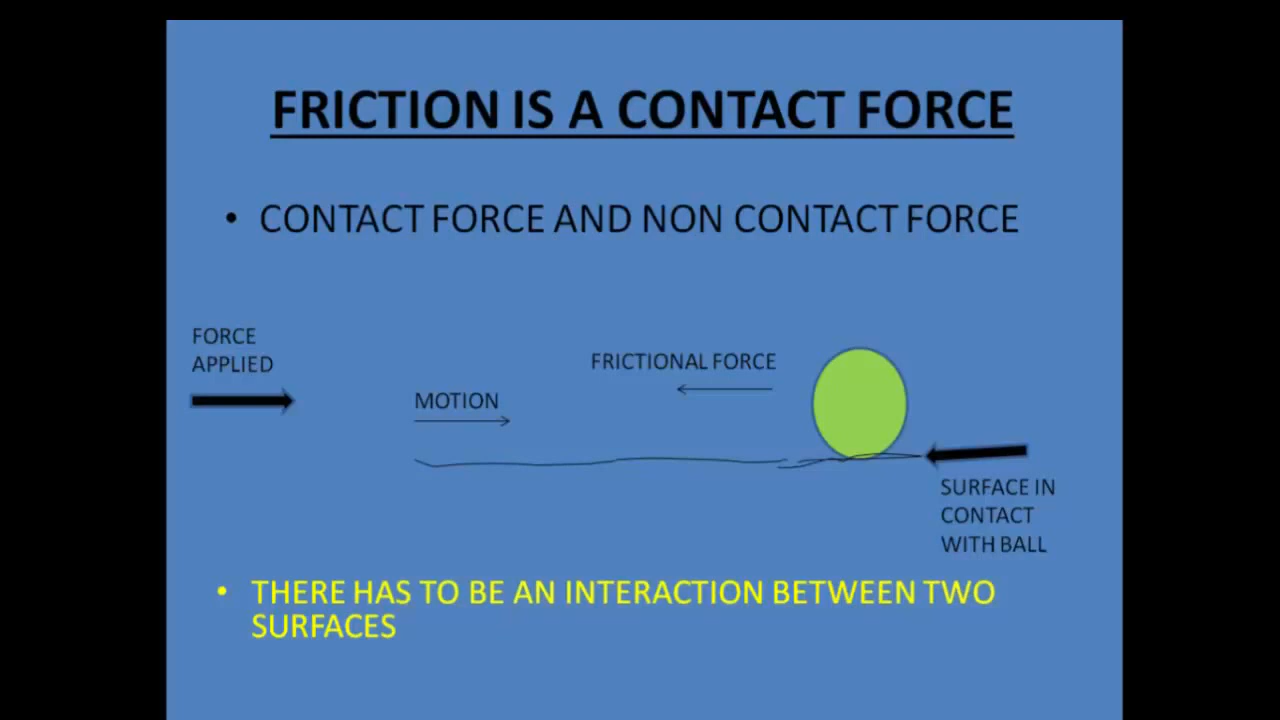 FRICTION IS A CONTACT FORCE
• CONTACT FORCE AND NON CONTACT FORCE
FORCE
APPLIED
MOTION
FRICTIONAL FORCE
SURFACE IN
CONTACT
WITH BALL
• THERE HAS TO BE AN INTERACTION BETWEEN TWO
SURFACES